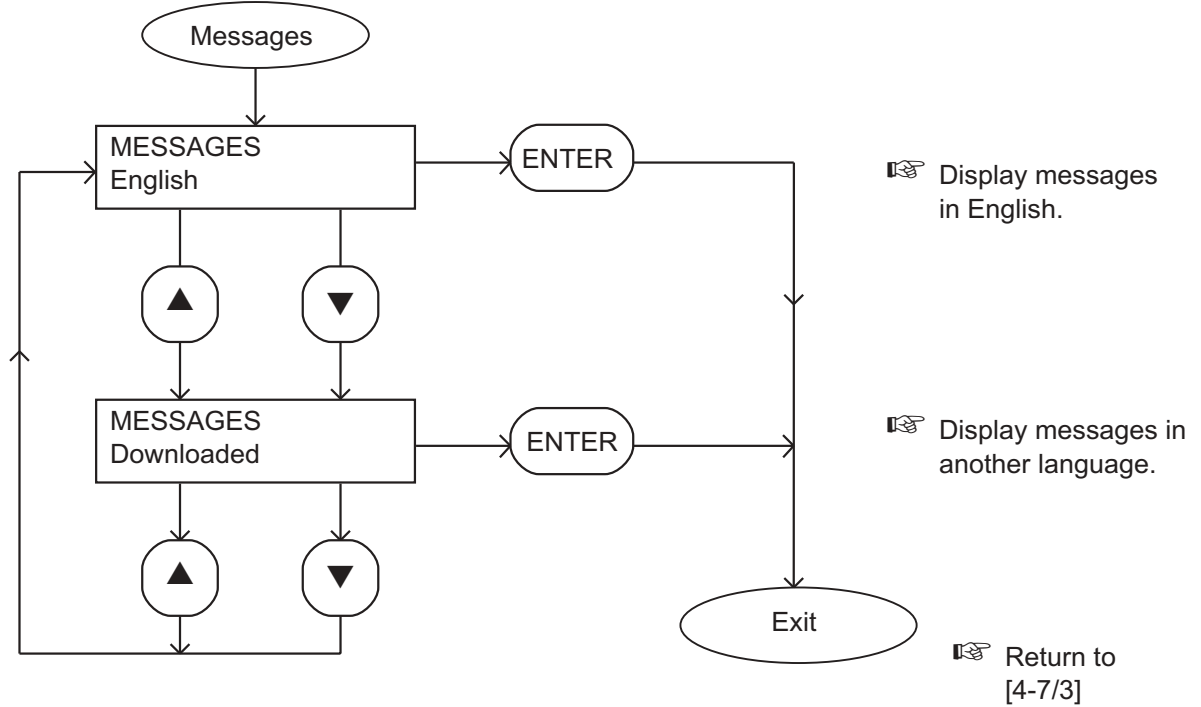 Messages
MESSAGES
English
ENTER
Display messages
in English.
MESSAGES
Downloaded
ENTER
Display messages in
another language.
Exit
Return to
[4-7/3]